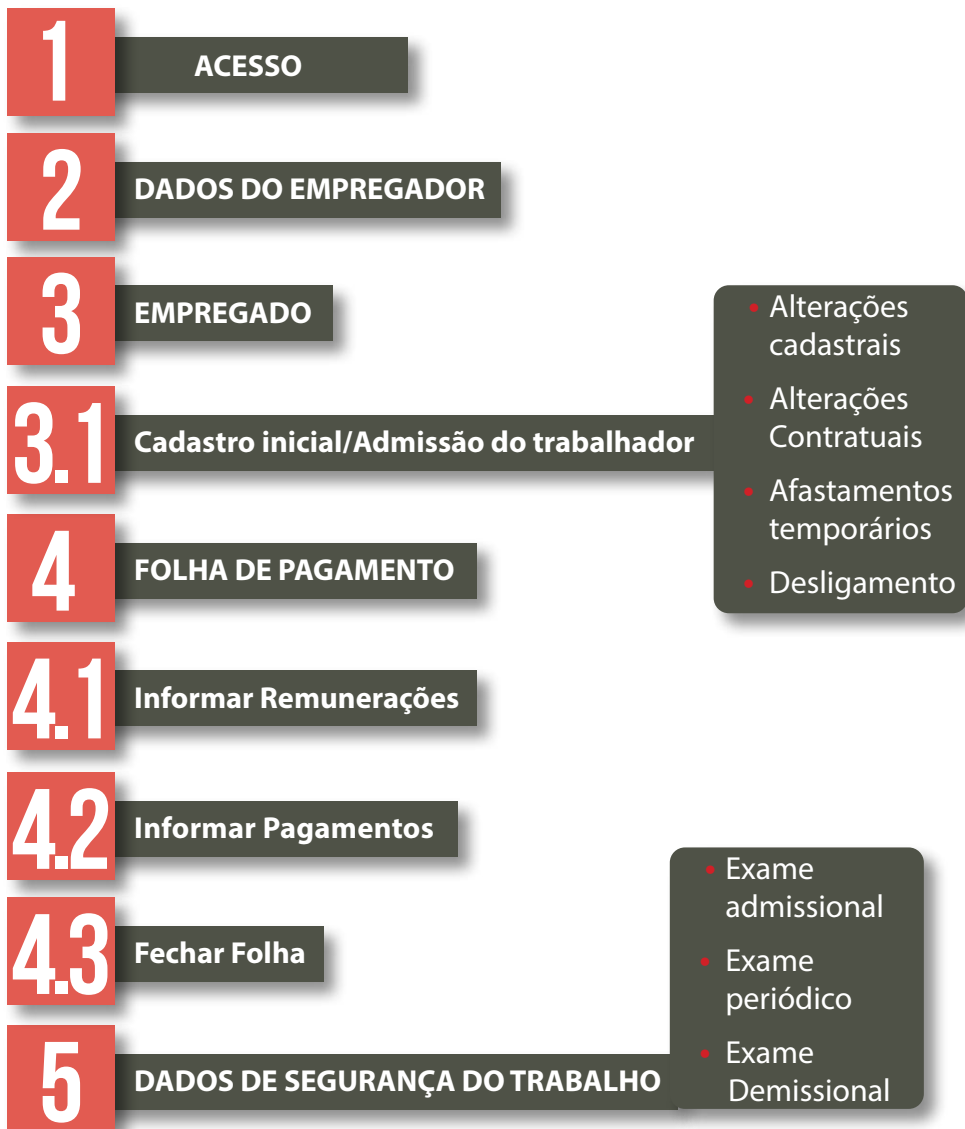 1
ACESSO
2
DADOS DO EMPREGADOR
3
EMPREGADO
3.1
Cadastro inicial/Admissão do trabalhador
• Alterações
cadastrais
• Alterações
Contratuais
• Afastamentos
temporários
• Desligamento
4
FOLHA DE PAGAMENTO
4.1
Informar Remunerações
4.2
Informar Pagamentos
4.3
Fechar Folha
5
DADOS DE SEGURANÇA DO TRABALHO
• Exame
admissional
• Exame
periódico
• Exame
Demissional